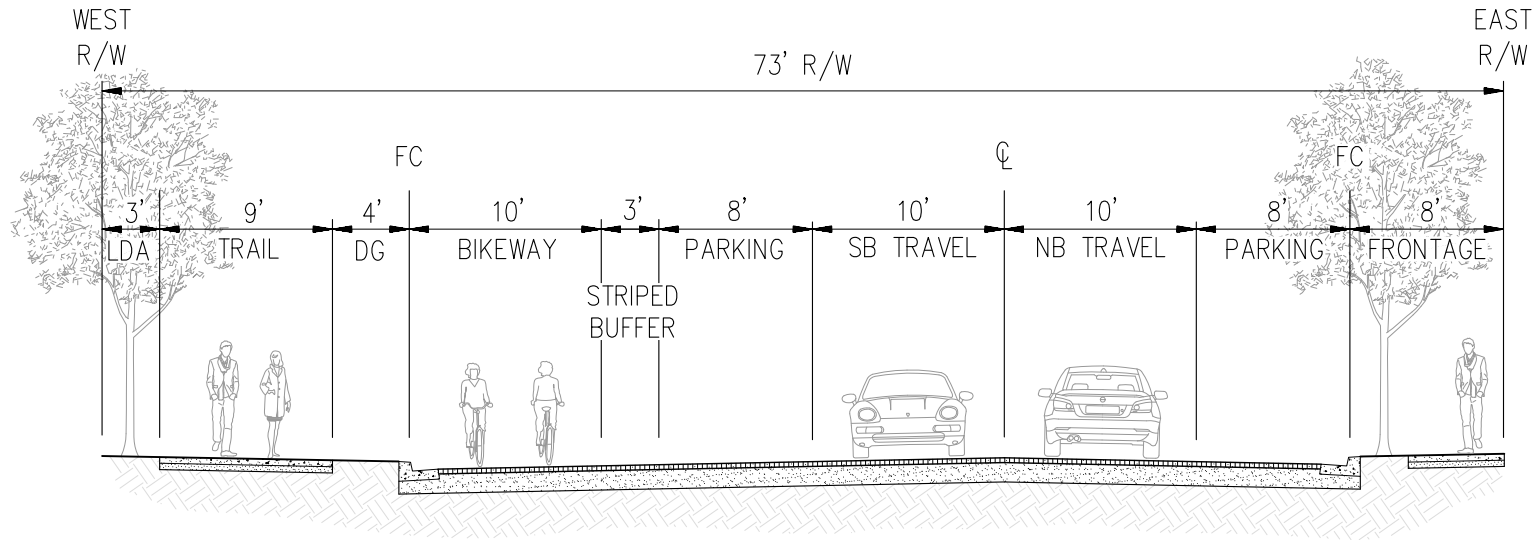 WEST
R/W
EAST
R/W
73' R/W
FC
℄
FC
3'
9'
4'
10'
3'
8'
10'
10'
8'
8'
LDA
TRAIL
DG
BIKEWAY
PARKING
SB TRAVEL
NB TRAVEL
PARKING
FRONTAGE
STRIPED
BUFFER